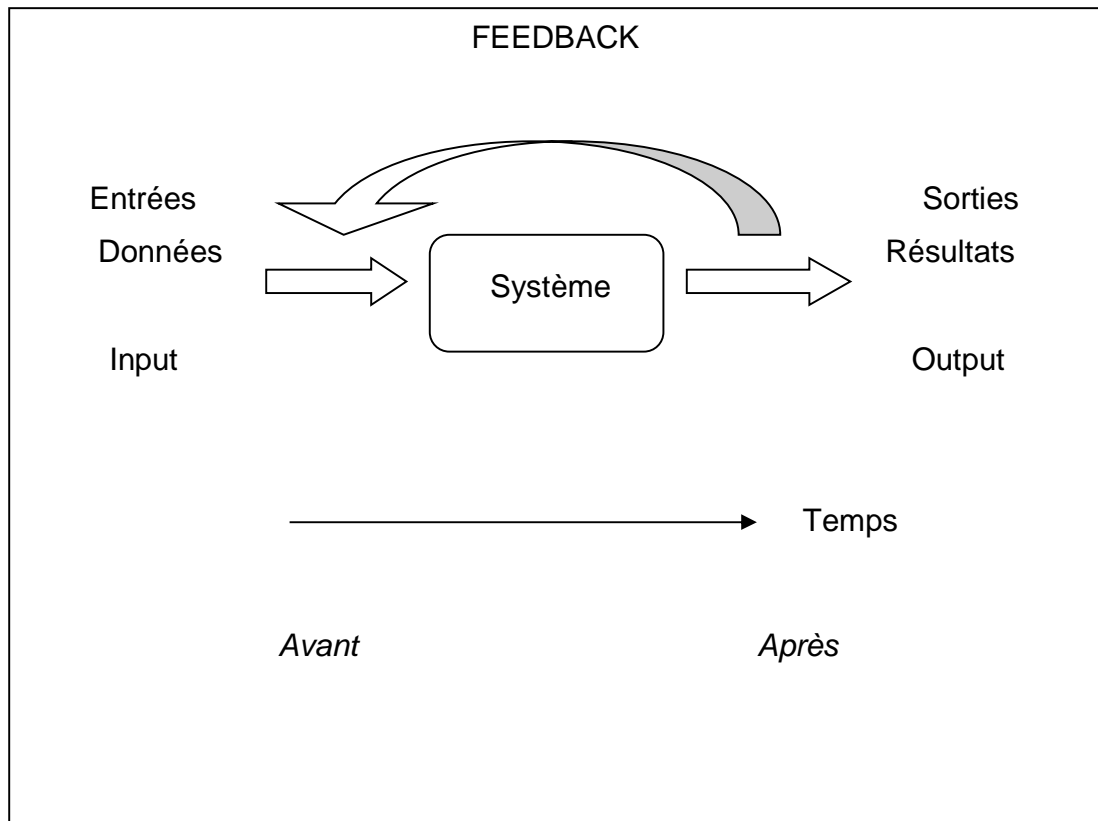 FEEDBACK
Entrées
Sorties
Données
Résultats
Système
Input
Output
Temps
Avant
Après